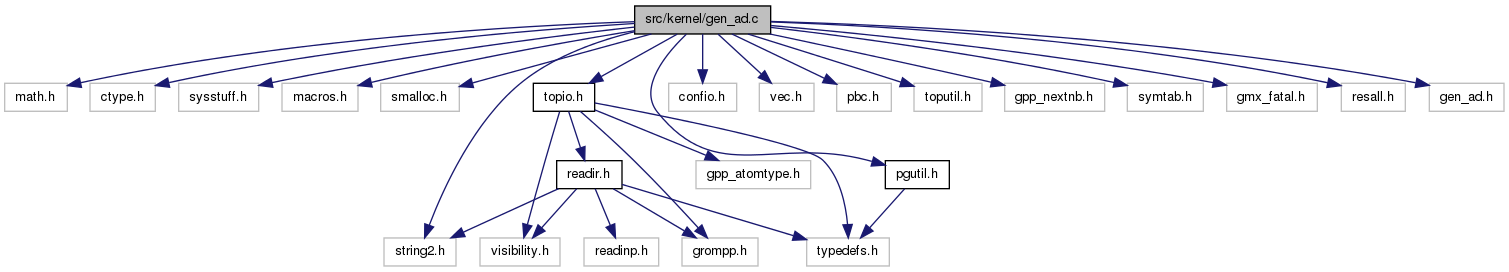 src/kernel/gen_ad.c
math.h
ctype.h
sysstuff.h
macros.h
smalloc.h
topio.h
confio.h
vec.h
pbc.h
toputil.h
gpp_nextnb.h
symtab.h
gmx_fatal.h
resall.h
gen_ad.h
readir.h
gpp_atomtype.h
pgutil.h
string2.h
visibility.h
readinp.h
grompp.h
typedefs.h